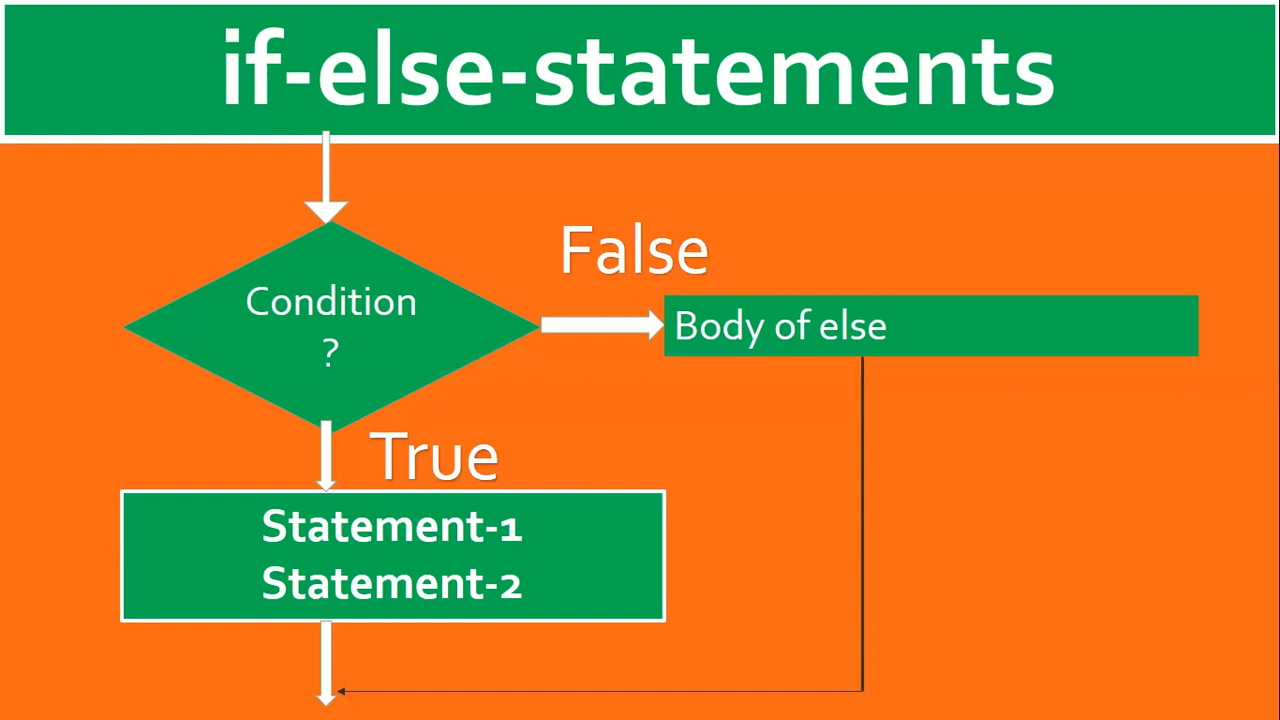 if-else-statements
Condition
?
False
Body of else
True
Statement-1
Statement-2